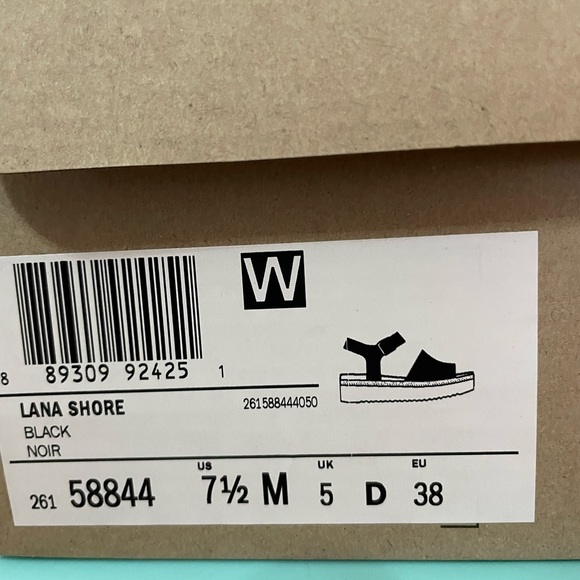 W
8 89309 92425 1
LANA SHORE 261588444050
BLACK
NOIR
US UK EU
261 58844 7½ M 5 D 38